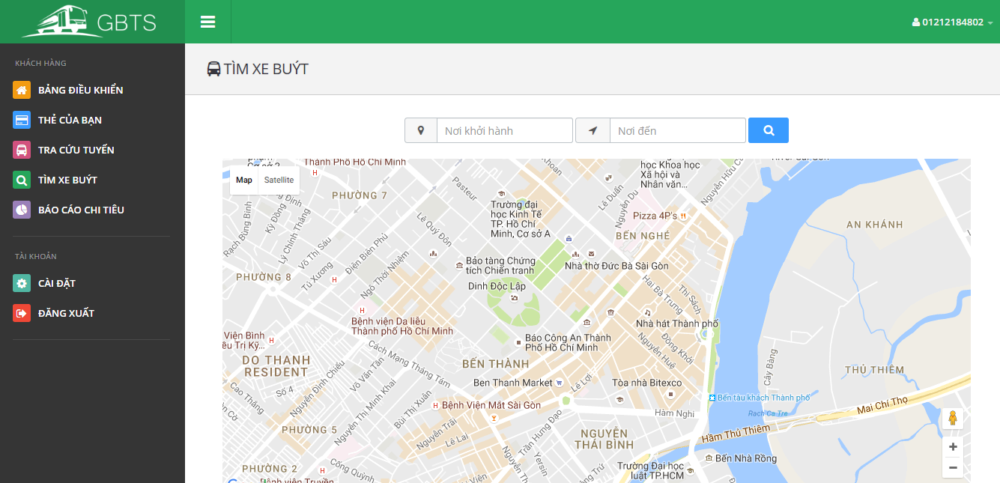 GBTS
01212184802
KHÁCH HÀNG
BẢNG ĐIỀU KHIỂN
THẺ CỦA BẠN
TRA CỨU TUYẾN
TÌM XE BUÝT
BÁO CÁO CHI TIÊU
TÀI KHOẢN
CÀI ĐẶT
ĐĂNG XUẤT
TÌM XE BUÝT
Nơi khởi hành
Nơi đến
Map
Satellite
Thành Phố Hồ Chí Minh
PHƯỜNG 7
Pasteur
Lê Quý Đôn
Rạch Bùng Binh
Kỳ Đồng
Lý Chính Thắng
Võ Thị Sáu
Tú Xương
Điện Biên Phủ
Ngô Thời Nhiệm
PHƯỜNG 8
Trường đại
học Kinh Tế
TP. Hồ Chí
Minh, Cơ sở A
học Khoa học
Xã hội và
Nhân văn...
Lê Duẩn
Nguyễn Du
Nguyễn Hữu
Pizza 4P's
BẾN NGHÉ
AN KHÁNH
Bảo tàng Chứng
tích Chiến tranh
Nhà thờ Đức Bà Sài Gòn
Dinh Độc Lập
Hai Bà Trưng
Thi Sách
Bệnh viện Da liễu
Thành phố Hồ Chí Minh
Nhà hát Thành phố
Viện Bình
Báo Công An Thành
Phố Hồ Chí Minh
Nguyễn Huệ
Đồng Khởi
DO THANH
RESIDENT
Cách Mạng Tháng Tám
BẾN THÀNH
Võ Văn Tần
Nguyễn Đình Chiểu
Số 4
Cao Thắng
Ben Thanh Market
Lê Lợi
Tòa nhà Bitexco
Cây Bàng
THỦ THIÊM
Nguyễn Thị Minh Khai
Bùi Thị Xuân
Bệnh Viện Mắt Sài Gòn
Hàm Nghi
Bến tàu khách Thành phố
Rạch Ca Tre
Mai Chí Thọ
PHƯỜNG 5
Nguyễn Trãi
Lê Lai
Trần Hưng Đạo
NGUYỄN
THÁI BÌNH
Hầm Thủ Thiêm
Bến Nhà Rồng
PHƯỜNG 2
Cống Quỳnh
Yersin
Trường Đại học
luật TP.HCM